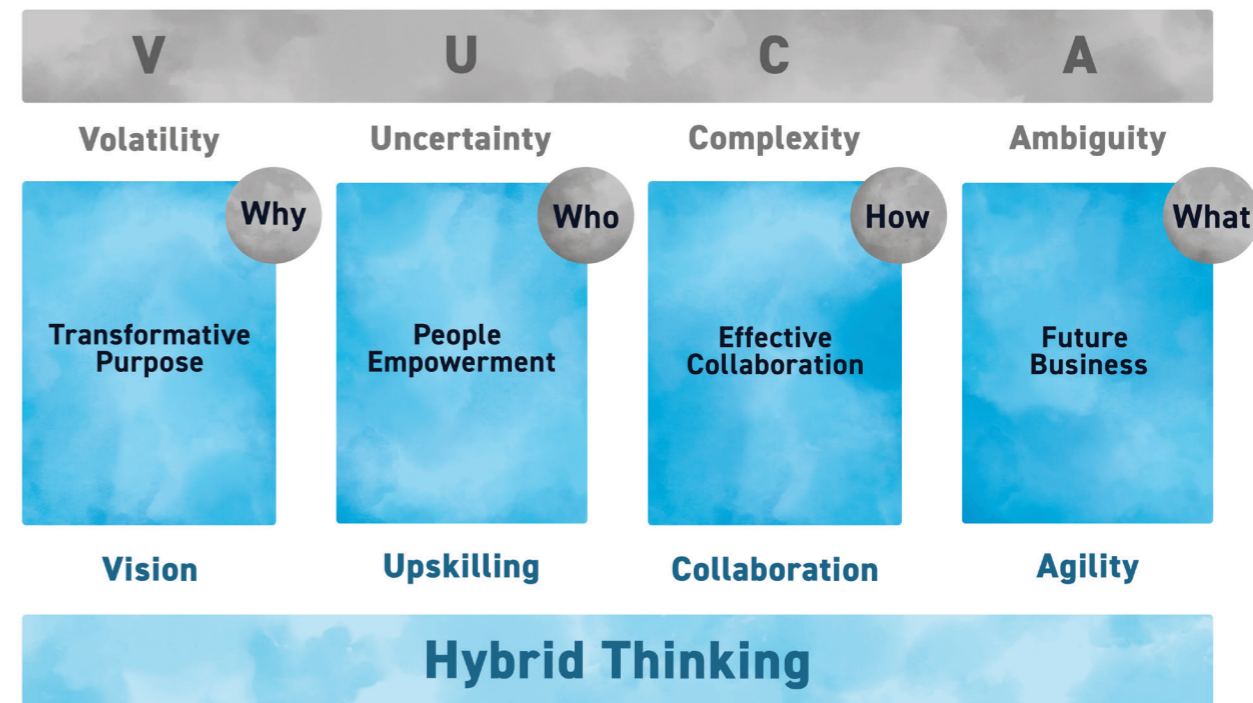 V U C A
Volatility Uncertainty Complexity Ambiguity
Why Who How What
Transformative
Purpose
People
Empowerment
Effective
Collaboration
Future
Business
Vision Upskilling Collaboration Agility
Hybrid Thinking